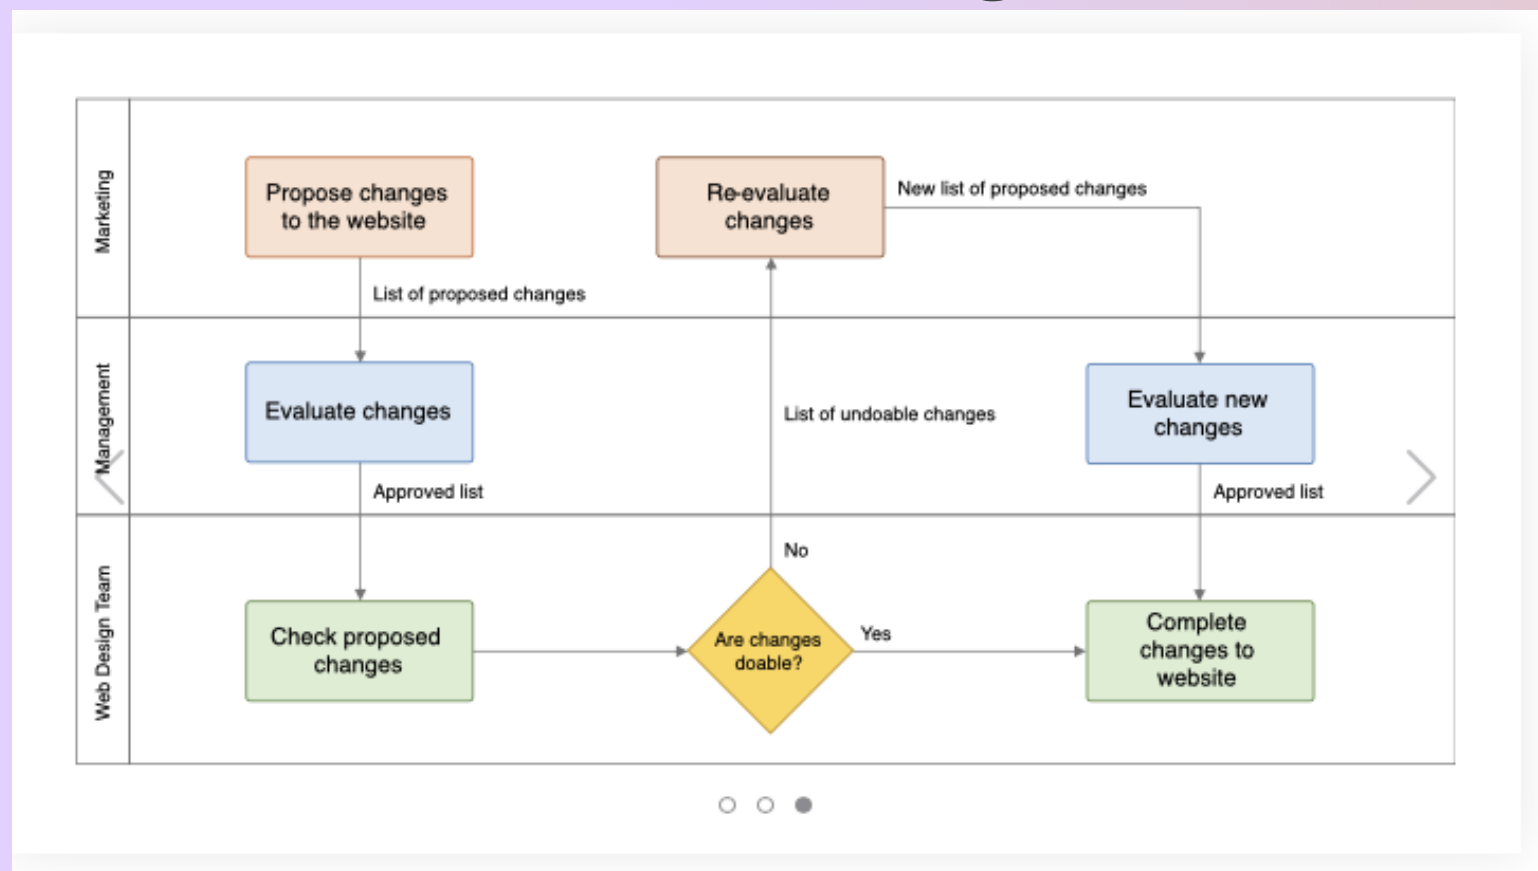 Marketing
Propose changes
to the website
Re-evaluate
changes
New list of proposed changes
List of proposed changes
Management
Evaluate changes
List of undoable changes
Evaluate new
changes
Approved list
Approved list
Web Design Team
No
Check proposed
changes
Are changes
doable?
Yes
Complete
changes to
website